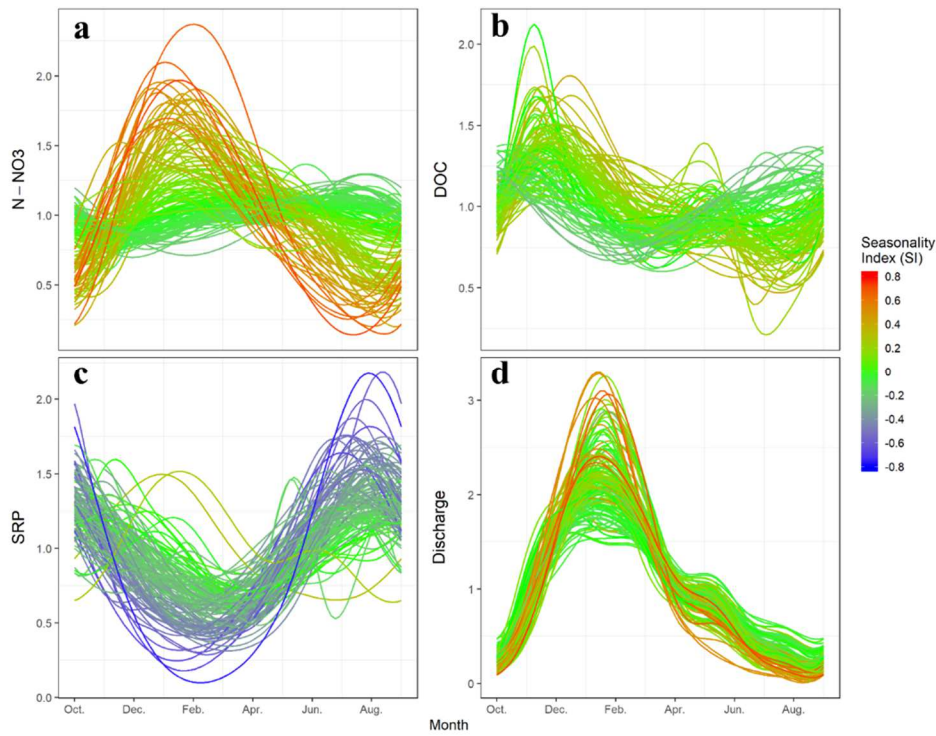 a
b
2.0
1.5
1.0
0.5
N – NO3
2.0
1.5
1.0
0.5
DOC
c
d
2.0
1.5
1.0
0.5
0.0
SRP
3
2
1
0
Discharge
Oct. Dec. Feb. Apr. Jun. Aug.
Oct. Dec. Feb. Apr. Jun. Aug.
Month
Seasonality
Index (SI)
0.8
0.6
0.4
0.2
0
-0.2
-0.4
-0.6
-0.8